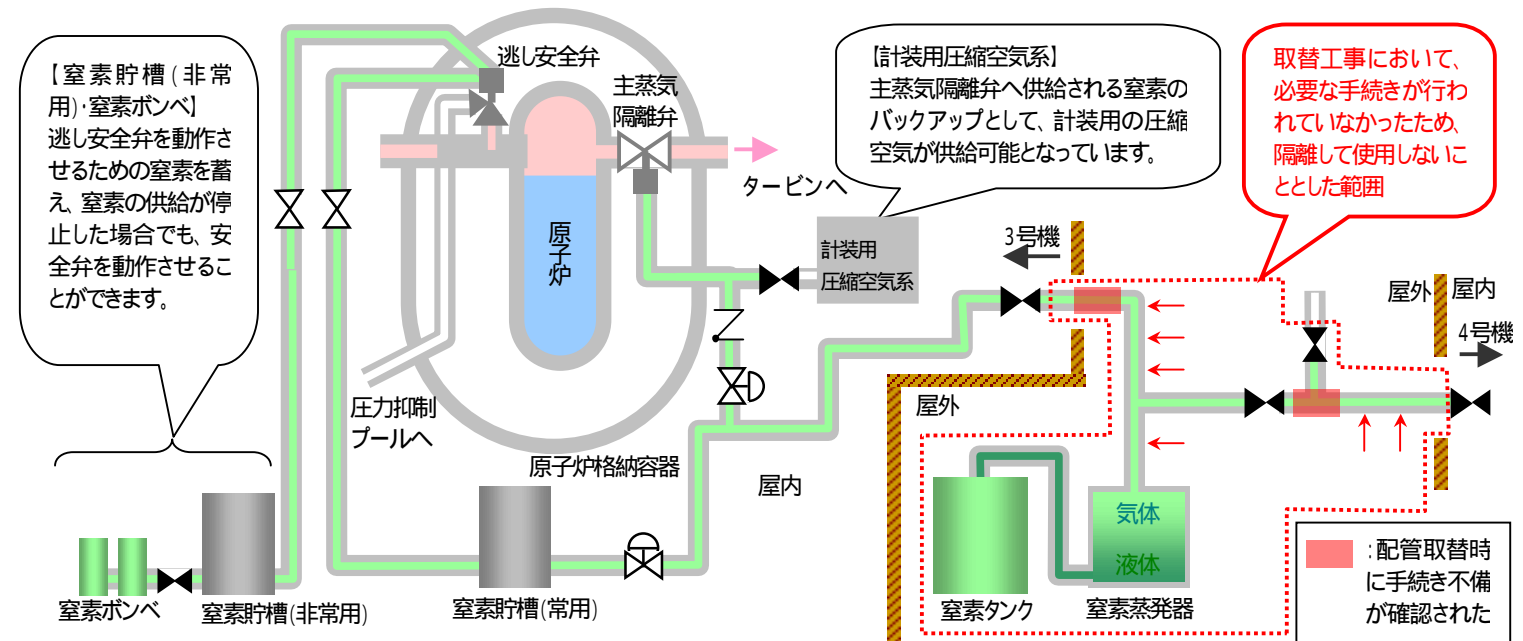 【窒素貯槽(非常
用)・窒素ボンベ】
逃し安全弁を動作さ
せるための窒素を蓄
え、窒素の供給が停
止した場合でも、安
全弁を動作させるこ
とができます。
逃し安全弁
主蒸気
隔離弁
タービンへ
原子炉
圧力抑制
プールへ
原子炉格納容器
【計装用圧縮空気系】
主蒸気隔離弁へ供給される窒素の
バックアップとして、計装用の圧縮
空気が供給可能となっています。
計装用
圧縮空気系
取替工事において、
必要な手続きが行わ
れていなかったため、
隔離して使用しないこ
ととした範囲
3号機
屋外
屋内
4号機
屋外
屋内
窒素ボンベ
窒素貯槽(非常用)
窒素貯槽(常用)
気体
液体
窒素タンク
窒素蒸発器
:配管取替時
に手続き不備
が確認された